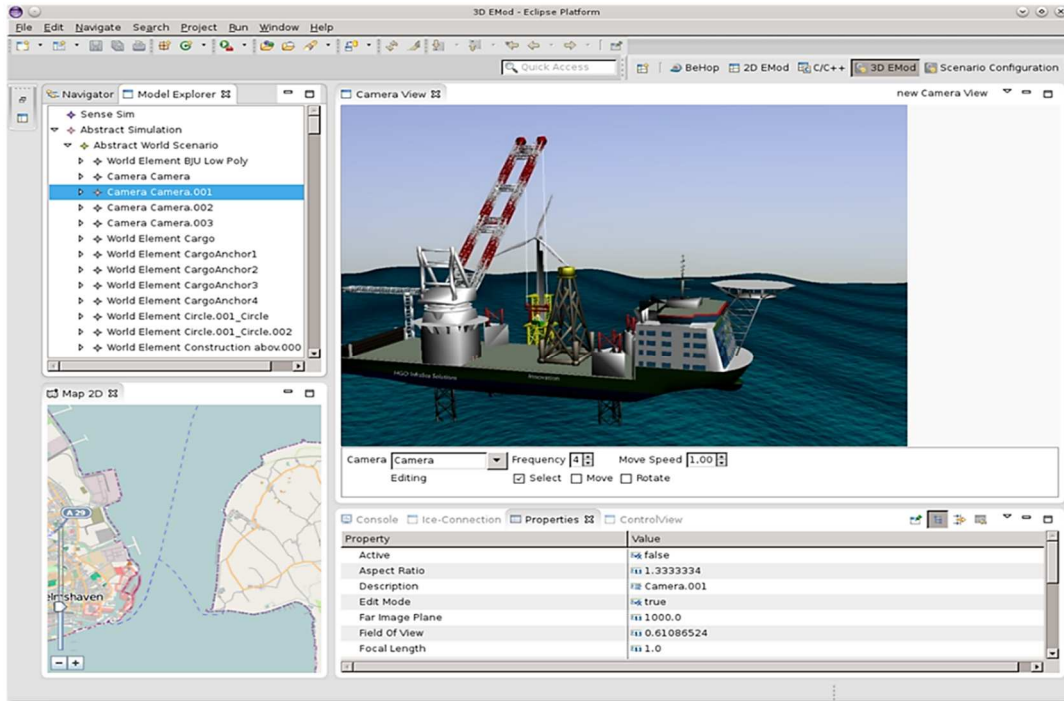 3D EMod - Eclipse Platform
File Edit Navigate Search Project Run Window Help
Quick Access
BeHop 2D EMod C/C++ 3D EMod Scenario Configuration
Navigator Model Explorer
Sense Sim
Abstract Simulation
Abstract World Scenario
World Element BJU Low Poly
Camera Camera
Camera Camera.001
Camera Camera.002
Camera Camera.003
World Element Cargo
World Element CargoAnchor1
World Element CargoAnchor2
World Element CargoAnchor3
World Element CargoAnchor4
World Element Circle.001_Circle
World Element Circle.001_Circle.002
World Element Construction abov.000
Camera View
new Camera View
HGO InfraSea Solutions
Innovation
Camera Camera Frequency 4 Move Speed 1.00
Editing Select Move Rotate
Map 2D
A 29
elmshaven
Console Ice-Connection Properties ControlView
Property Value
Active false
Aspect Ratio 1.3333334
Description Camera.001
Edit Mode true
Far Image Plane 1000.0
Field Of View 0.61086524
Focal Length 1.0